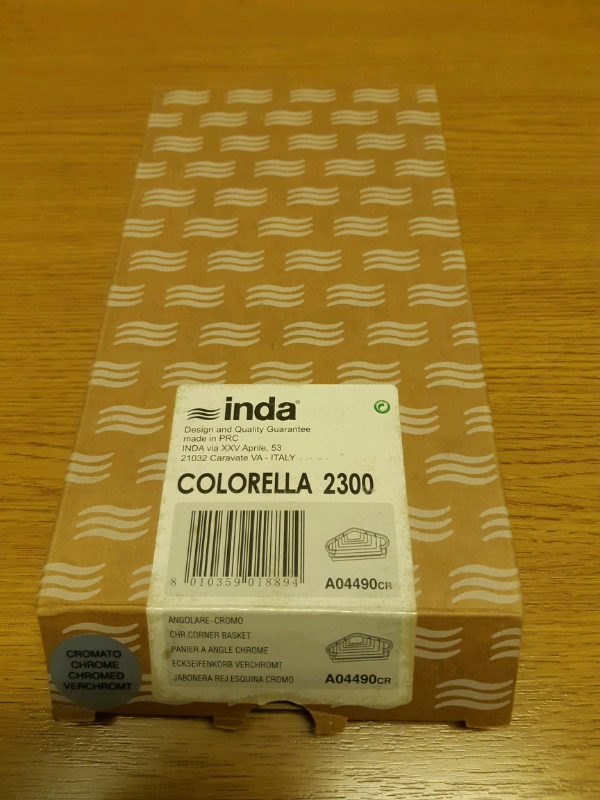 inda®
Design and Quality Guarantee
made in PRC
INDA via XXV Aprile, 53
21032 Caravate VA - ITALY
COLORELLA 2300
8 010359 018894
A04490CR
ANGOLARE-CROMO
CHR.CORNER BASKET
PANIER A ANGLE CHROME
ECKSEIFENKORB VERCHROMT
JABONERA REJ.ESQUINA CROMO
A04490CR
CROMATO
CHROME
CHROMED
VERCHROMT